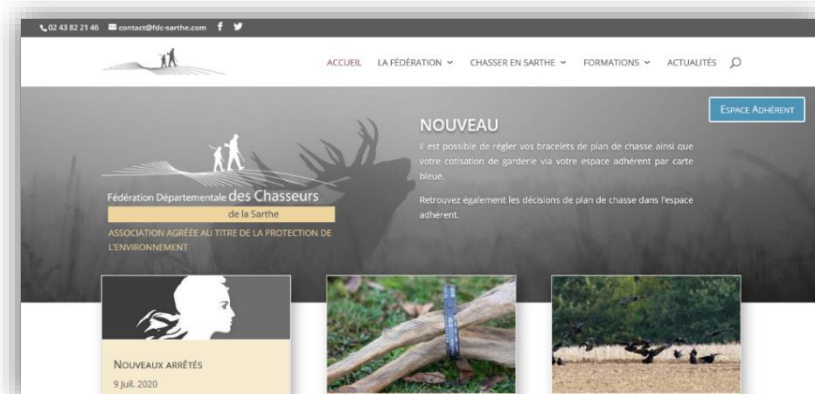 02 43 82 21 46 contact@fdc-sarthe.com
ACCUEIL LA FÉDÉRATION CHASSER EN SARTHE FORMATIONS ACTUALITÉS
ESPACE ADHÉRENT
NOUVEAU
Il est possible de régler vos bracelets de plan de chasse ainsi que
votre cotisation de garderie via votre espace adhérent par carte
bleue.
Retrouvez également les décisions de plan de chasse dans l'espace
adhérent.
Fédération Départementale des Chasseurs
de la Sarthe
ASSOCIATION AGRÉÉE AU TITRE DE LA PROTECTION DE
L'ENVIRONNEMENT
NOUVEAUX ARRÊTÉS
9 Juil. 2020